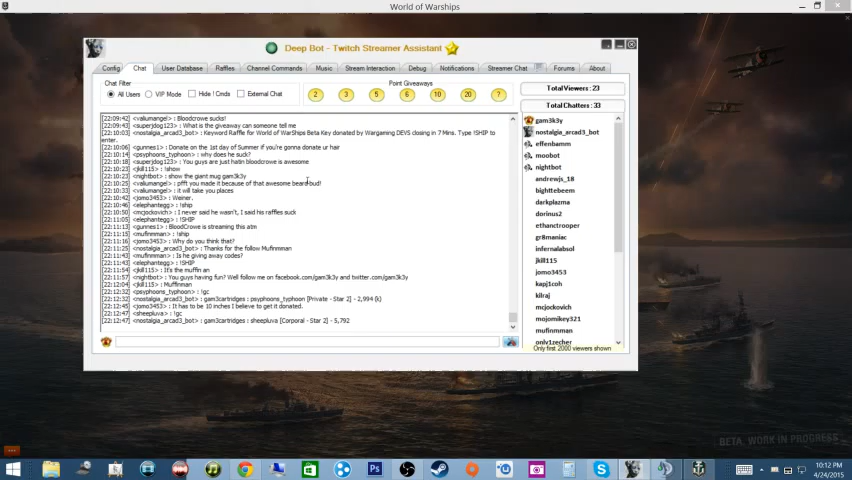 World of Warships
Deep Bot - Twitch Streamer Assistant
Config Chat User Database Raffles Channel Commands Music Stream Interaction Debug Notifications Streamer Chat Forums About
Chat Filter
All Users VIP Mode Hide ! Cmds External Chat
Point Giveaways
2 3 5 6 10 20 ?
Total Viewers : 23
Total Chatters : 33
[22:09:42] <valkumangel> : Bloodcrowe sucks!
[22:09:43] <superdog123> : What is the giveaway can someone tell me
[22:10:03] <nostalgia_arcad3_bot> : Keyword Raffle for World of WarShips Beta Key donated by Wargaming DEVS closing in 7 Mins. Type !SHIP to
enter.
[22:10:06] <gunnes1> : Donate on the 1st day of Summer if you're gonna donate ur hair
[22:10:14] <psyphoons_typhoon> : why does he suck?
[22:10:18] <superdog123> : You guys are just hatin bloodcrowe is awesome
[22:10:23] <jkill115> : !show
[22:10:23] <nightbot> : show the giant mug gam3k3y
[22:10:25] <valkumangel> : pfft you made it because of that awesome beard bud!
[22:10:33] <valkumangel> : it will take you places
[22:10:42] <jomo3453> : Weiner.
[22:10:46] <elephantegg> : !SHIP
[22:10:50] <mcjockovich> : I never said he wasn't, I said his raffles suck
[22:11:05] <elephantegg> : !SHIP
[22:11:13] <gunnes1> : BloodCrowe is streaming this atm
[22:11:15] <mufinmman> : !ship
[22:11:16] <jomo3453> : Why do you think that?
[22:11:25] <nostalgia_arcad3_bot> : Thanks for the follow Mufinmman
[22:11:43] <mufinmman> : Is he giving away codes?
[22:11:43] <elephantegg> : !SHIP
[22:11:54] <jkill115> : It's the muffin an
[22:11:57] <nightbot> : You guys having fun? Well follow me on facebook.com/gam3k3y and twitter.com/gam3k3y
[22:12:04] <jkill115> : Muffinman
[22:12:32] <psyphoons_typhoon> : !gc
[22:12:32] <nostalgia_arcad3_bot> : gam3cartridges : psyphoons_typhoon [Private - Star 2] - 2,994 [k]
[22:12:45] <jomo3453> : It has to be 10 inches I believe to get it donated.
[22:12:47] <sheepluva> : !gc
[22:12:47] <nostalgia_arcad3_bot> : gam3cartridges : sheepluva [Corporal - Star 2] - 5,792
gam3k3y
nostalgia_arcad3_bot
moobot
nightbot
andrewjs_18
bighttebeem
darkplazma
dorinus2
effenbamm
ethanctrooper
gr8maniac
infernalabsol
jkill115
jomo3453
kapj1coh
kilraj
mcjockovich
mojomikey321
mufinmman
only1zecher
Only first 2000 viewers shown
BETA. WORK IN PROGRESS
10:12 PM
4/24/2015